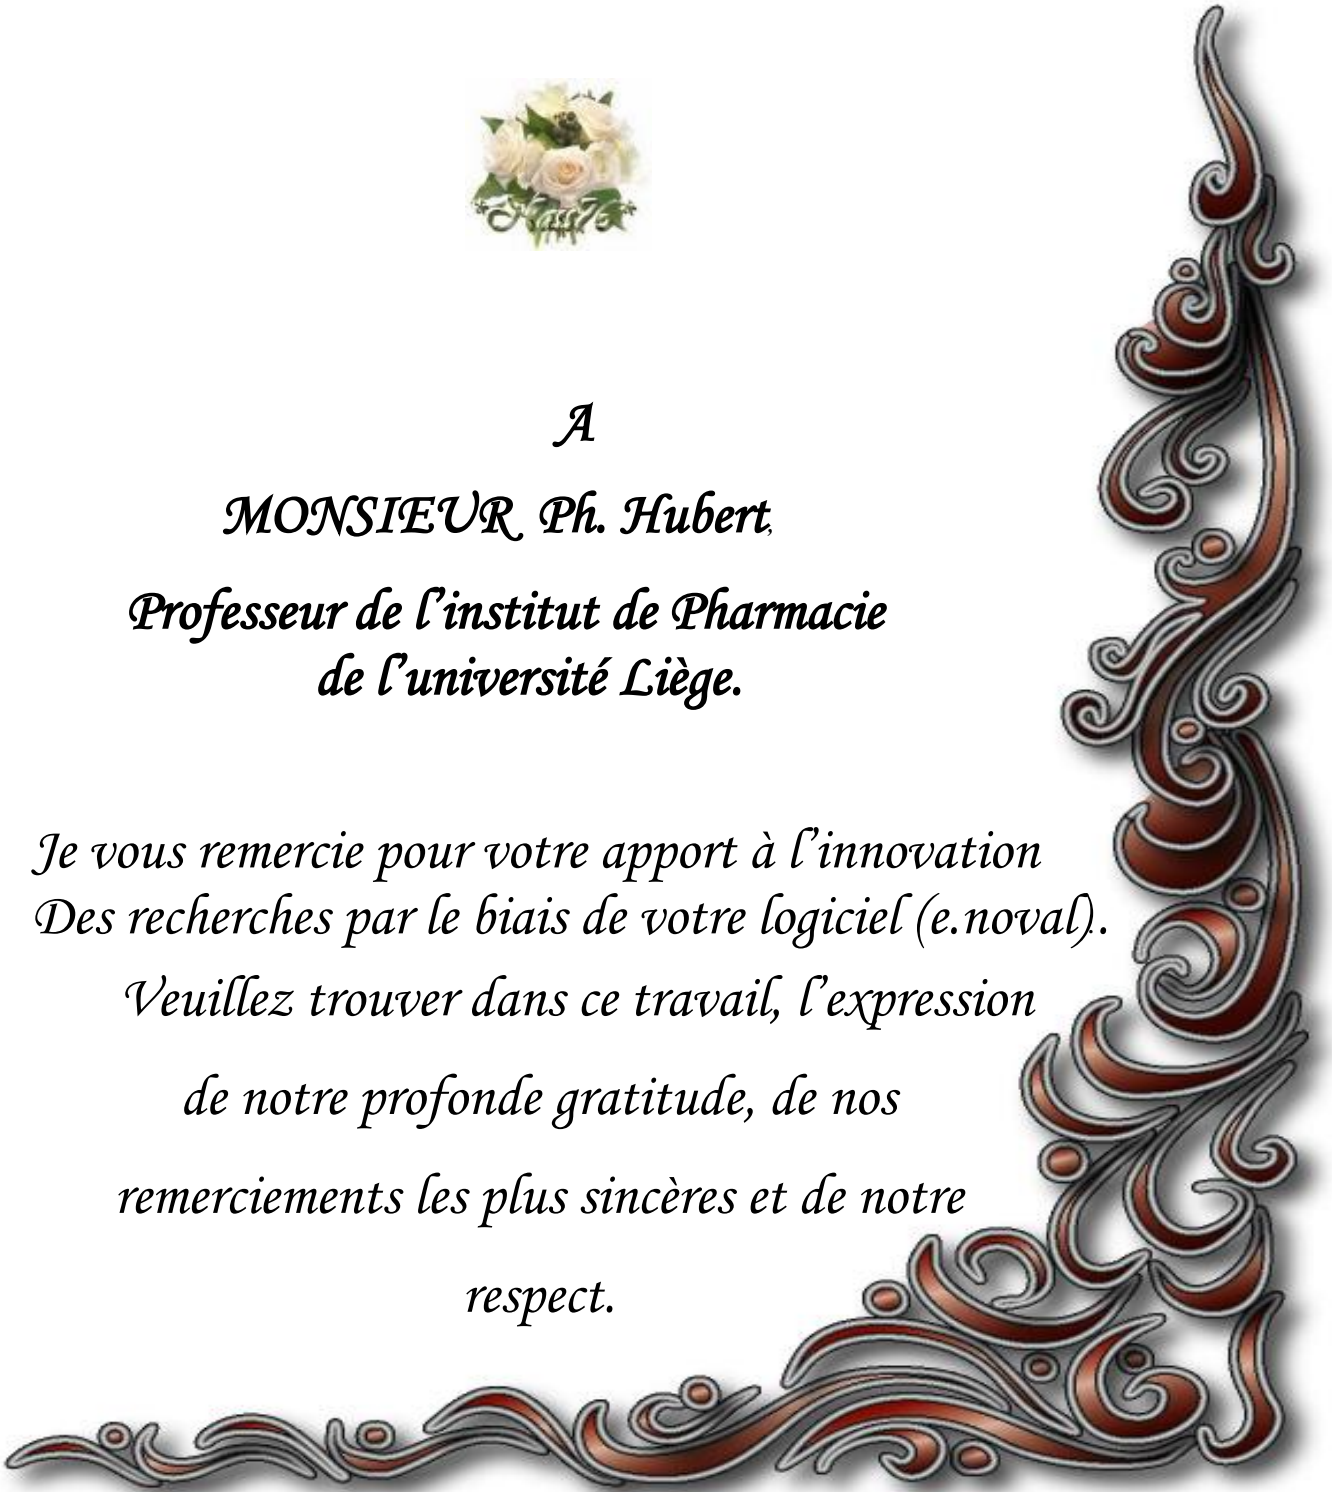 A
MONSIEUR Ph. Hubert,
Professeur de l’institut de Pharmacie
de l’université Liège.
Je vous remercie pour votre apport à l’innovation
Des recherches par le biais de votre logiciel (e.noval)..
Veuillez trouver dans ce travail, l’expression
de notre profonde gratitude, de nos
remerciements les plus sincères et de notre
respect.